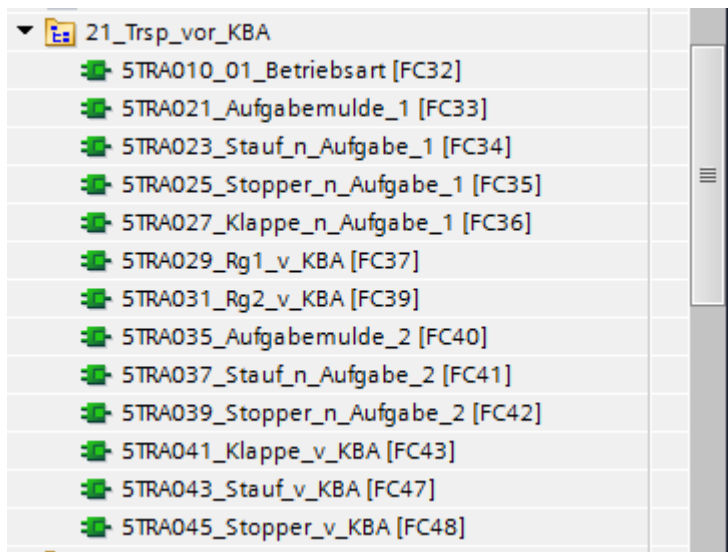 21_Trsp_vor_KBA
5TRA010_01_Betriebsart [FC32]
5TRA021_Aufgabemulde_1 [FC33]
5TRA023_Stauf_n_Aufgabe_1 [FC34]
5TRA025_Stopper_n_Aufgabe_1 [FC35]
5TRA027_Klappe_n_Aufgabe_1 [FC36]
5TRA029_Rg1_v_KBA [FC37]
5TRA031_Rg2_v_KBA [FC39]
5TRA035_Aufgabemulde_2 [FC40]
5TRA037_Stauf_n_Aufgabe_2 [FC41]
5TRA039_Stopper_n_Aufgabe_2 [FC42]
5TRA041_Klappe_v_KBA [FC43]
5TRA043_Stauf_v_KBA [FC47]
5TRA045_Stopper_v_KBA [FC48]